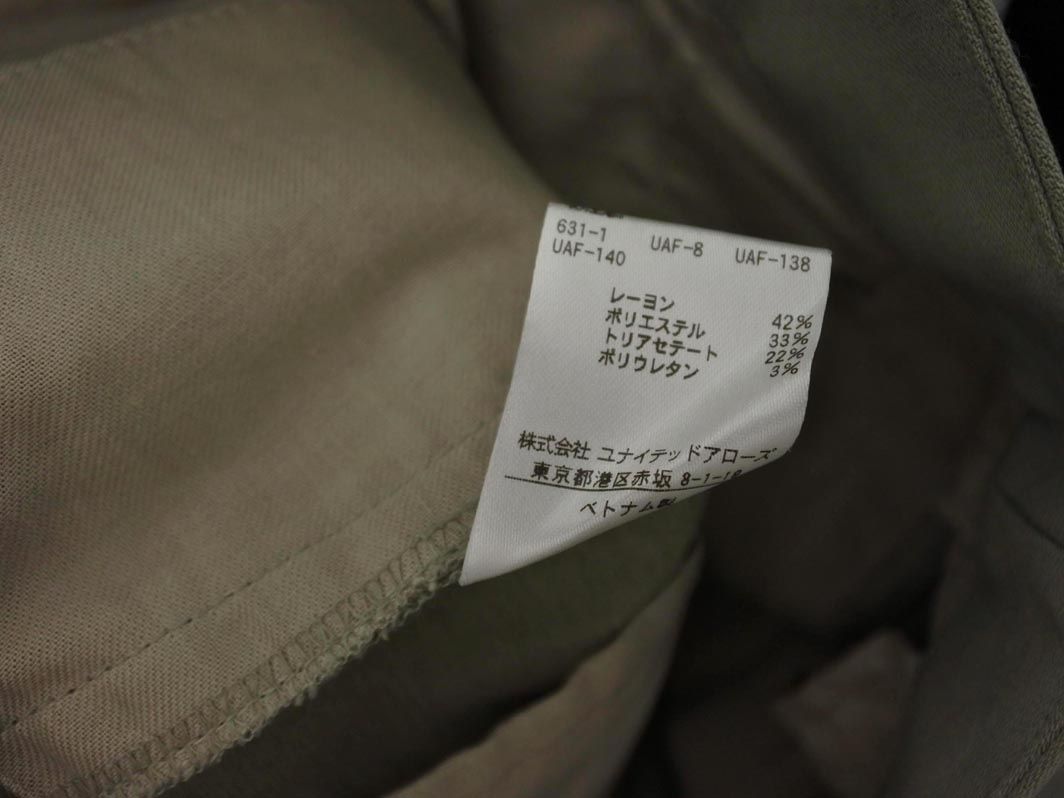 631-1 UAF-8 UAF-138
UAF-140
レーヨン 42%
ポリエステル 33%
トリアセテート 22%
ポリウレタン 3%
株式会社 ユナイテッドアローズ
東京都港区赤坂
ベトナム製